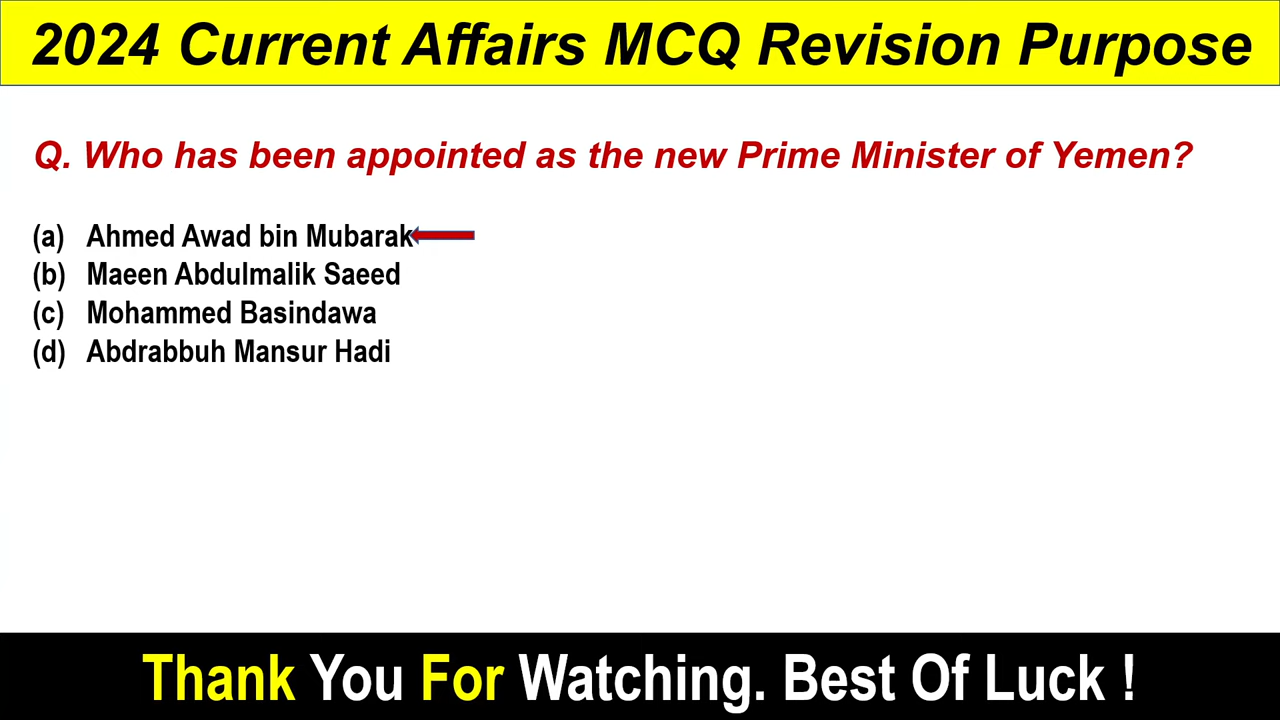 2024 Current Affairs MCQ Revision Purpose
Q. Who has been appointed as the new Prime Minister of Yemen?
(a) Ahmed Awad bin Mubarak
(b) Maeen Abdulmalik Saeed
(c) Mohammed Basindawa
(d) Abdrabbuh Mansur Hadi
Thank You For Watching. Best Of Luck !